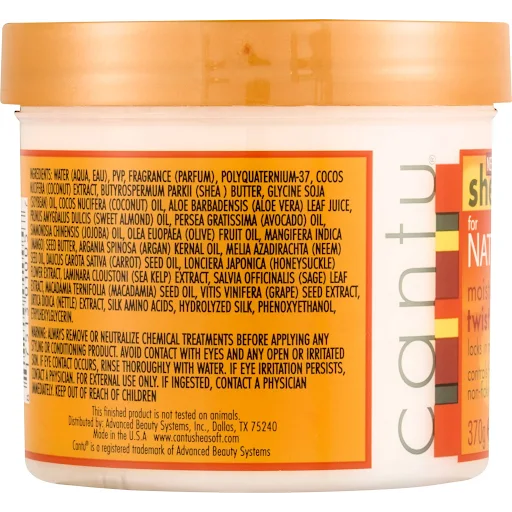 INGREDIENTS: WATER (AQUA, EAU), PVP, FRAGRANCE (PARFUM), POLYQUATERNIUM-37, COCOS
NUCIFERA (COCONUT) EXTRACT, BUTYROSPERMUM PARKII (SHEA ) BUTTER, GLYCINE SOJA
(SOYBEAN) OIL, COCOS NUCIFERA (COCONUT) OIL, ALOE BARBADENSIS (ALOE VERA) LEAF JUICE,
PRUNUS AMYGDALUS DULCIS (SWEET ALMOND) OIL, PERSEA GRATISSIMA (AVOCADO) OIL,
SIMMONDSIA CHINENSIS (JOJOBA) OIL, OLEA EUOPAEA (OLIVE) FRUIT OIL, MANGIFERA INDICA
(MANGO) SEED BUTTER, ARGANIA SPINOSA (ARGAN) KERNAL OIL, MELIA AZADIRACHTA (NEEM)
SEED OIL, DAUCUS CAROTA SATIVA (CARROT) SEED OIL, LONCIERA JAPONICA (HONEYSUCKLE)
FLOWER EXTRACT, LAMINARA CLOUSTONI (SEA KELP) EXTRACT, SALVIA OFFICINALIS (SAGE) LEAF
EXTRACT, MACADAMIA TERNIFOLIA (MACADAMIA) SEED OIL, VITIS VINIFERA (GRAPE) SEED EXTRACT,
URTICA DOICA (NETTLE) EXTRACT, SILK AMINO ACIDS, HYDROLYZED SILK, PHENOXYETHANOL,
ETHYLHEXYLGLYCERIN.
WARNING: ALWAYS REMOVE OR NEUTRALIZE CHEMICAL TREATMENTS BEFORE APPLYING ANY
STYLING OR CONDITIONING PRODUCT. AVOID CONTACT WITH EYES AND ANY OPEN OR IRRITATED
SKIN. IF EYE CONTACT OCCURS, RINSE THOROUGHLY WITH WATER. IF EYE IRRITATION PERSISTS,
CONTACT A PHYSICIAN. FOR EXTERNAL USE ONLY. IF INGESTED, CONTACT A PHYSICIAN
IMMEDIATELY. KEEP OUT OF REACH OF CHILDREN
This finished product is not tested on animals.
Distributed by: Advanced Beauty Systems, Inc., Dallas, TX 75240
Made in the U.S.A www.cantusheasoft.com
Cantu® is a registered trademark of Advanced Beauty Systems
cantu®
she
for
NAT
mois
twist
370g